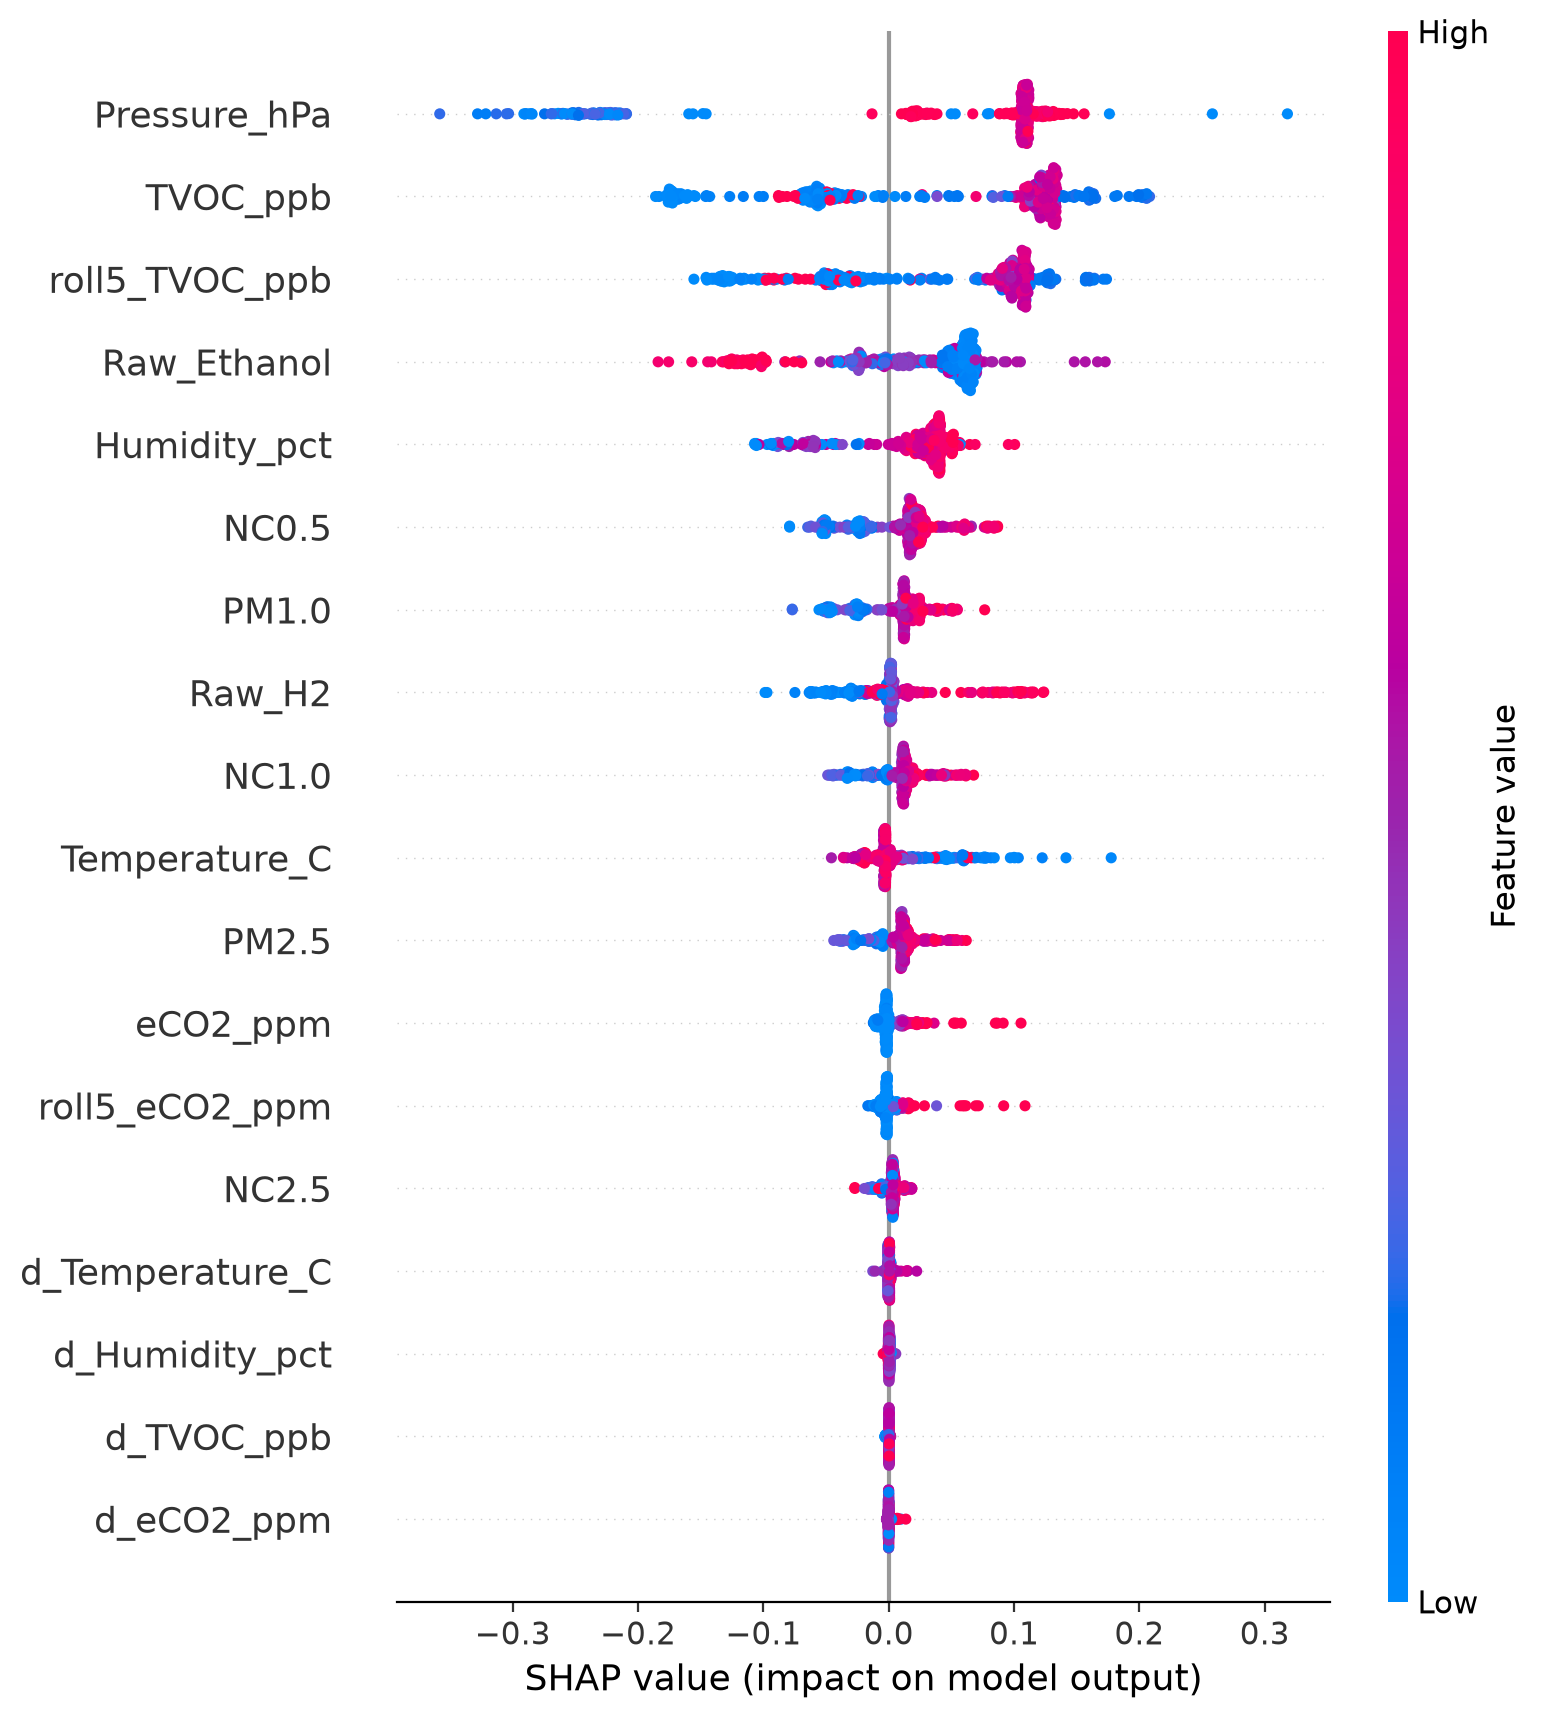 High
Pressure_hPa
TVOC_ppb
roll5_TVOC_ppb
Raw_Ethanol
Humidity_pct
NC0.5
PM1.0
Raw_H2
NC1.0
Temperature_C
PM2.5
eCO2_ppm
roll5_eCO2_ppm
NC2.5
d_Temperature_C
d_Humidity_pct
d_TVOC_ppb
d_eCO2_ppm
Feature value
Low
−0.3 −0.2 −0.1 0.0 0.1 0.2 0.3
SHAP value (impact on model output)